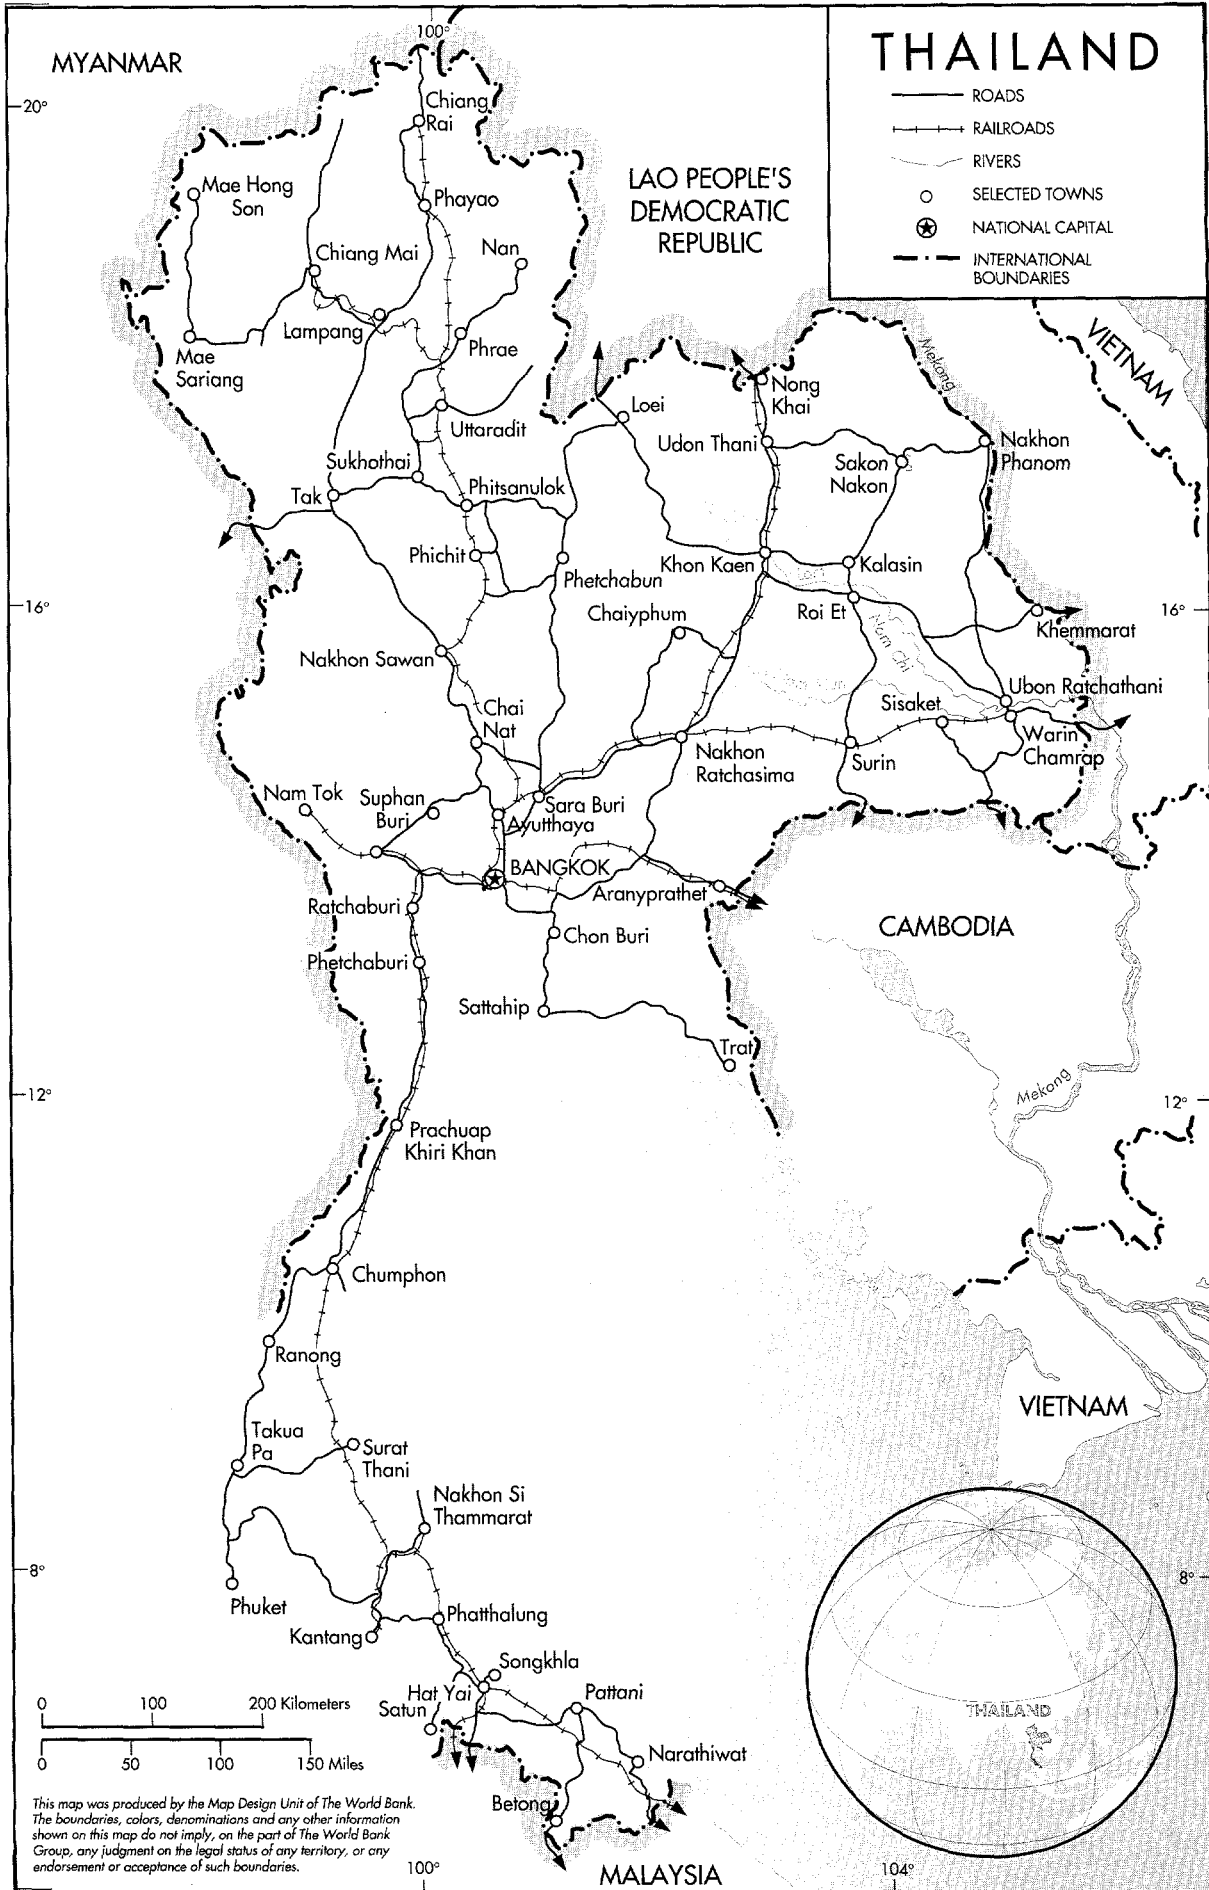 100°
MYANMAR
THAILAND
ROADS
RAILROADS
RIVERS
SELECTED TOWNS
NATIONAL CAPITAL
INTERNATIONAL
BOUNDARIES
20°
Chiang
Rai
Mae Hong
Son
Phayao
LAO PEOPLE'S
DEMOCRATIC
REPUBLIC
Chiang Mai
Nan
Lampang
Phrae
Mae
Sariang
Mekong
VIETNAM
Nong
Khai
Loei
Uttaradit
Udon Thani
Nakhon
Phanom
Sakon
Nakon
Sukhothai
Tak
Phitsanulok
Phichit
Phetchabun
Khon Kaen
Kalasin
Chaiyphum
Roi Et
16°
16°
Khemmarat
Nam Chi
Nakhon Sawan
Ubon Ratchathani
Sisaket
Chai
Nat
Warin
Chamrap
Nakhon
Ratchasima
Surin
Nam Tok
Suphan
Buri
Sara Buri
Ayutthaya
BANGKOK
Aranyprathet
Ratchaburi
CAMBODIA
Chon Buri
Phetchaburi
Sattahip
Trat
Mekong
12°
12°
Prachuap
Khiri Khan
Chumphon
Ranong
VIETNAM
Takua
Pa
Surat
Thani
Nakhon Si
Thammarat
8°
8°
Phuket
Phatthalung
Kantang
Songkhla
Hat Yai
Pattani
Satun
THAILAND
0 100 200 Kilometers
0 50 100 150 Miles
Narathiwat
Betong
This map was produced by the Map Design Unit of The World Bank.
The boundaries, colors, denominations and any other information
shown on this map do not imply, on the part of The World Bank
Group, any judgment on the legal status of any territory, or any
endorsement or acceptance of such boundaries.
100°
MALAYSIA
104°